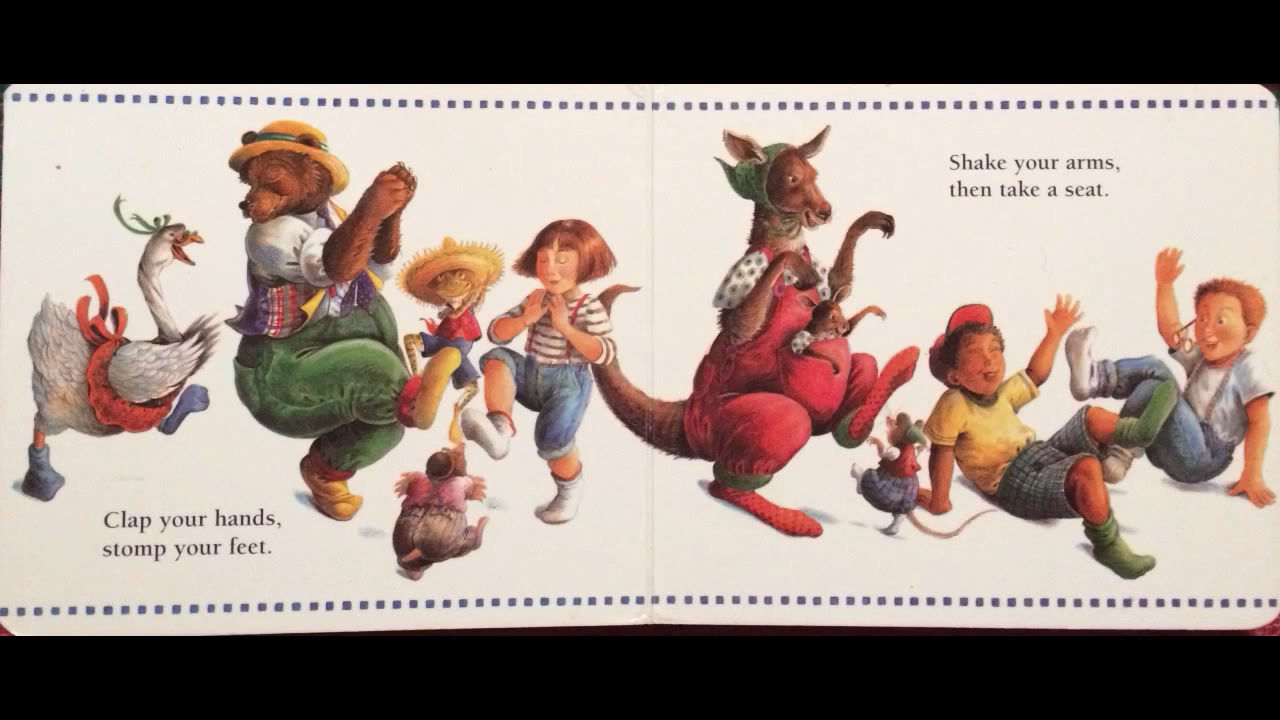 Clap your hands,
stomp your feet.
Shake your arms,
then take a seat.